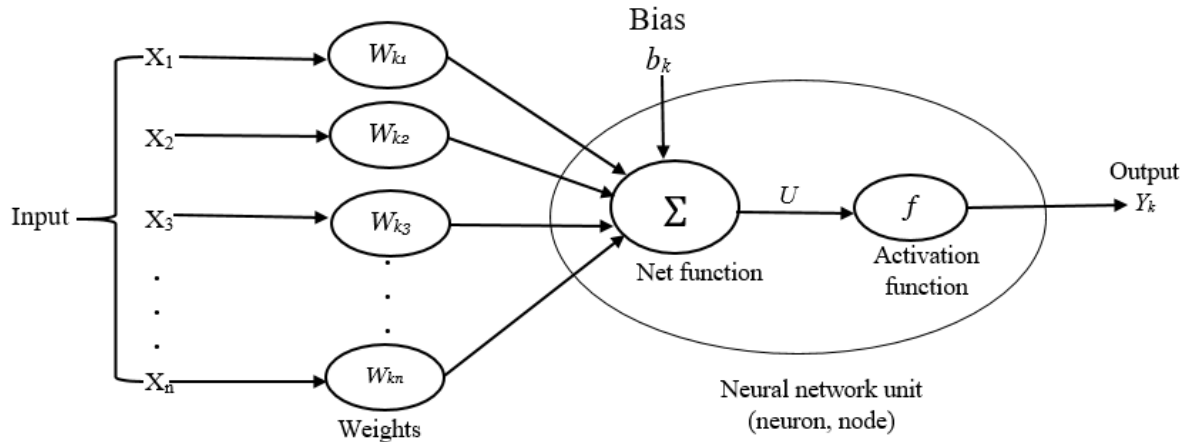 Bias
b_k
Input
X₁
W_k1
X₂
W_k2
X₃
W_k3
.
.
.
.
.
.
X_n
W_kn
Weights
Σ
Net function
U
f
Activation
function
Output
Y_k
Neural network unit
(neuron, node)